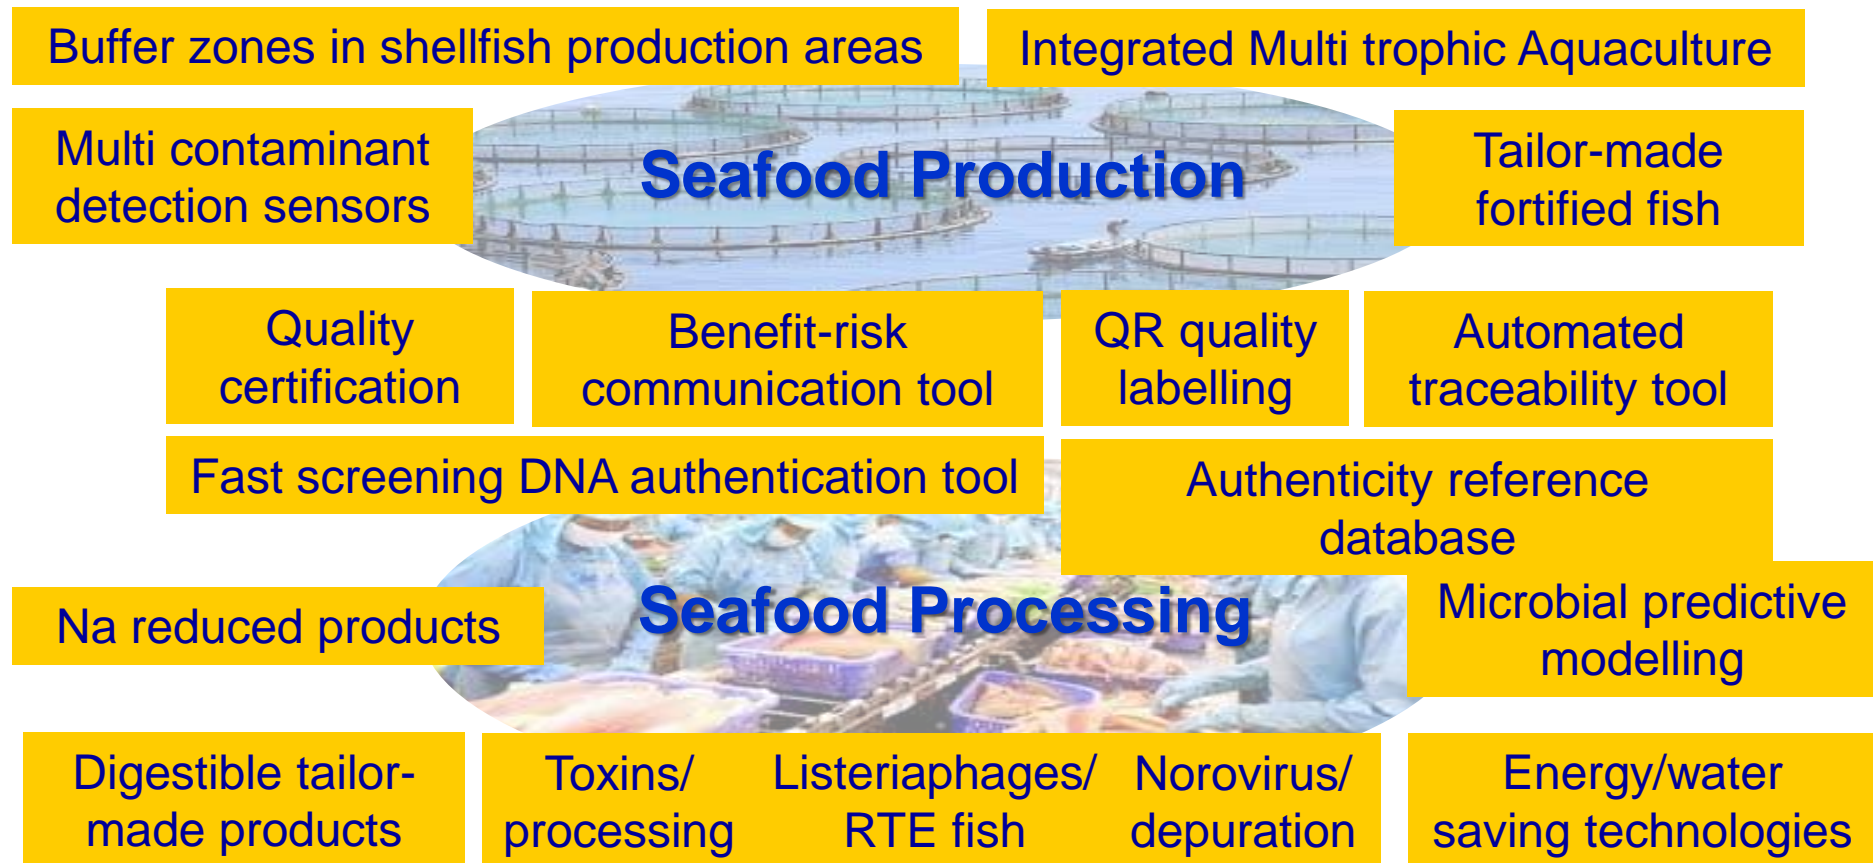 Buffer zones in shellfish production areas
Integrated Multi trophic Aquaculture
Multi contaminant
detection sensors
Seafood Production
Tailor-made
fortified fish
Quality
certification
Benefit-risk
communication tool
QR quality
labelling
Automated
traceability tool
Fast screening DNA authentication tool
Authenticity reference
database
Na reduced products
Seafood Processing
Microbial predictive
modelling
Digestible tailor-
made products
Toxins/
processing
Listeriaphages/
RTE fish
Norovirus/
depuration
Energy/water
saving technologies